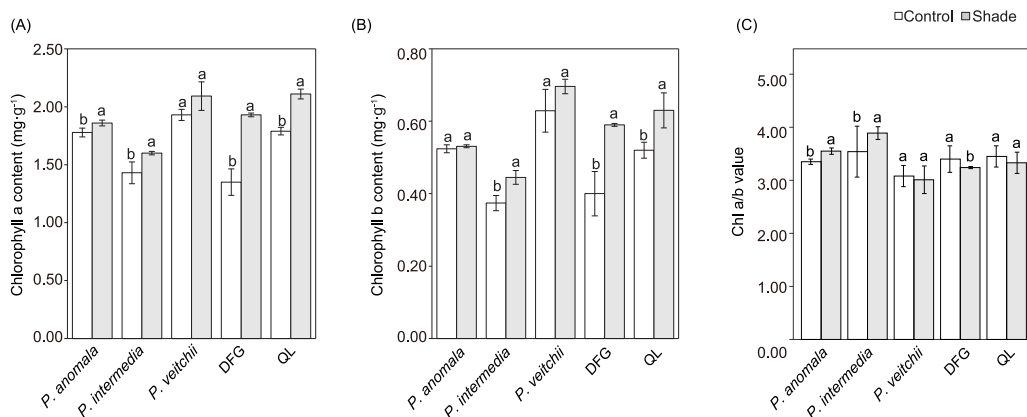 Control Shade
(A)
Chlorophyll a content (mg·g⁻¹)
2.50
2.00
1.50
1.00
0.50
0.00
b a b a a a b a b a
P. anomala P. intermedia P. veitchii DFG QL
(B)
Chlorophyll b content (mg·g⁻¹)
0.80
0.60
0.40
0.20
0.00
a a b a a a b a b a
P. anomala P. intermedia P. veitchii DFG QL
(C)
Chl a/b value
5.00
4.00
3.00
2.00
1.00
0.00
b a b a a a a b a a
P. anomala P. intermedia P. veitchii DFG QL